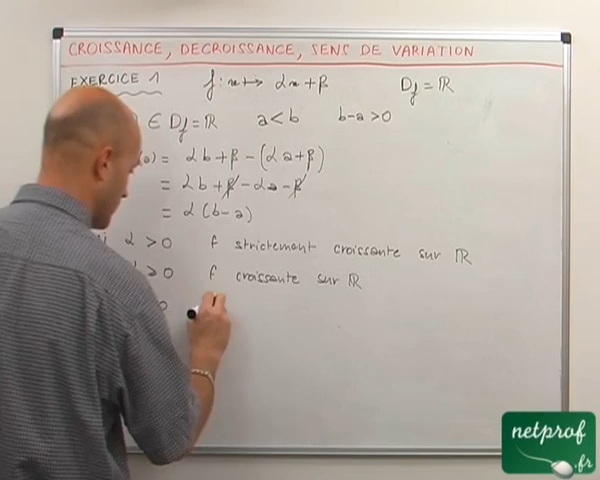 CROISSANCE, DECROISSANCE, SENS DE VARIATION
EXERCICE 1 f : x ↦ αx + β Df = ℝ
∈ Df = ℝ a < b b-a > 0
(a) = αb + β - (αa + β)
= αb + β - αa - β
= α(b - a)
α > 0 f strictement croissante sur ℝ
> 0 f croissante sur ℝ
0
netprof
.fr